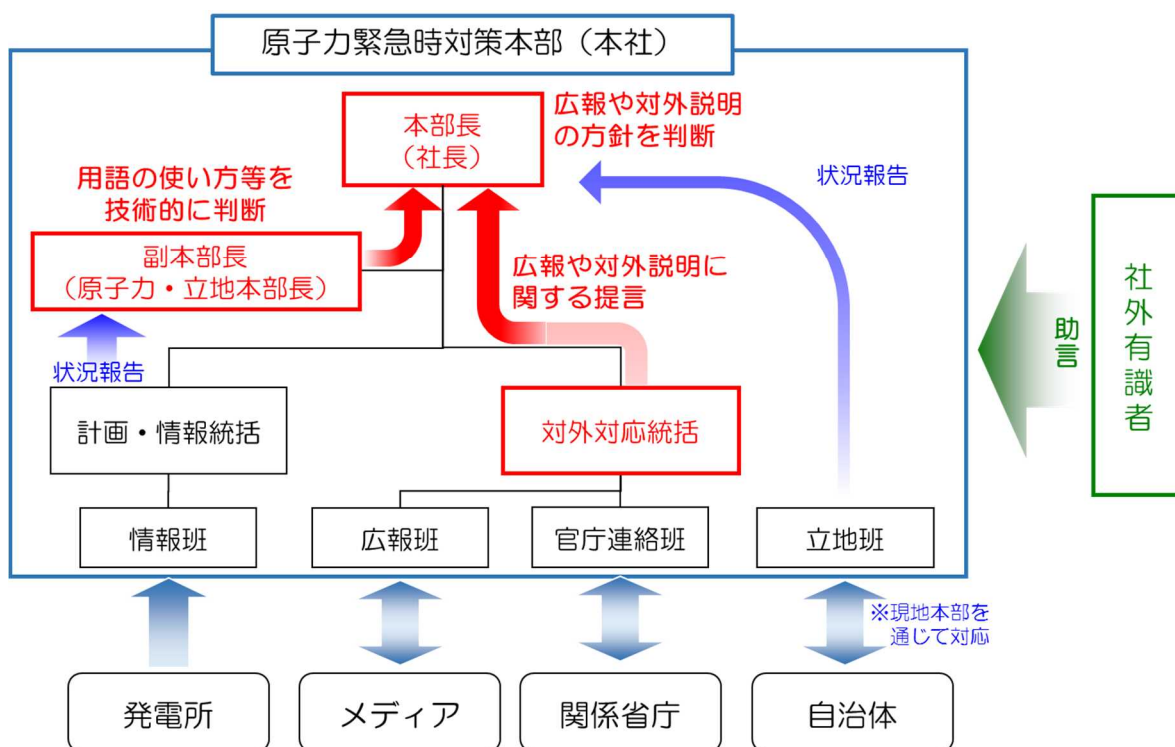 原子力緊急時対策本部（本社）
本部長
（社長）
広報や対外説明
の方針を判断
用語の使い方等を
技術的に判断
状況報告
副本部長
（原子力・立地本部長）
広報や対外説明に
関する提言
社外有識者
助言
状況報告
計画・情報統括
対外対応統括
情報班
広報班
官庁連絡班
立地班
※現地本部を
通じて対応
発電所
メディア
関係省庁
自治体